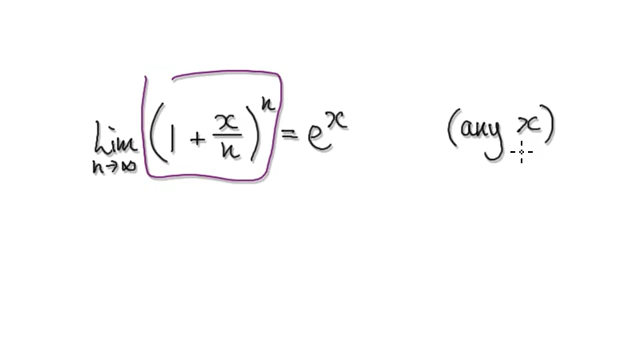 lim n→∞ (1 + x/n)^n = e^x (any x)